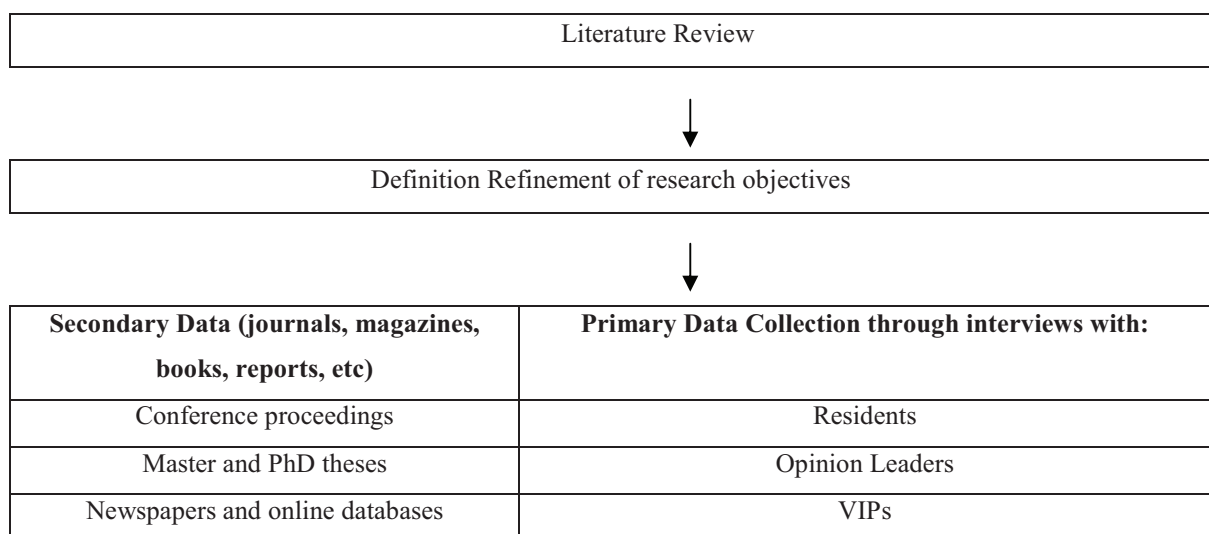 Literature Review
Definition Refinement of research objectives
Secondary Data (journals, magazines,
books, reports, etc)
Primary Data Collection through interviews with:
Conference proceedings
Residents
Master and PhD theses
Opinion Leaders
Newspapers and online databases
VIPs